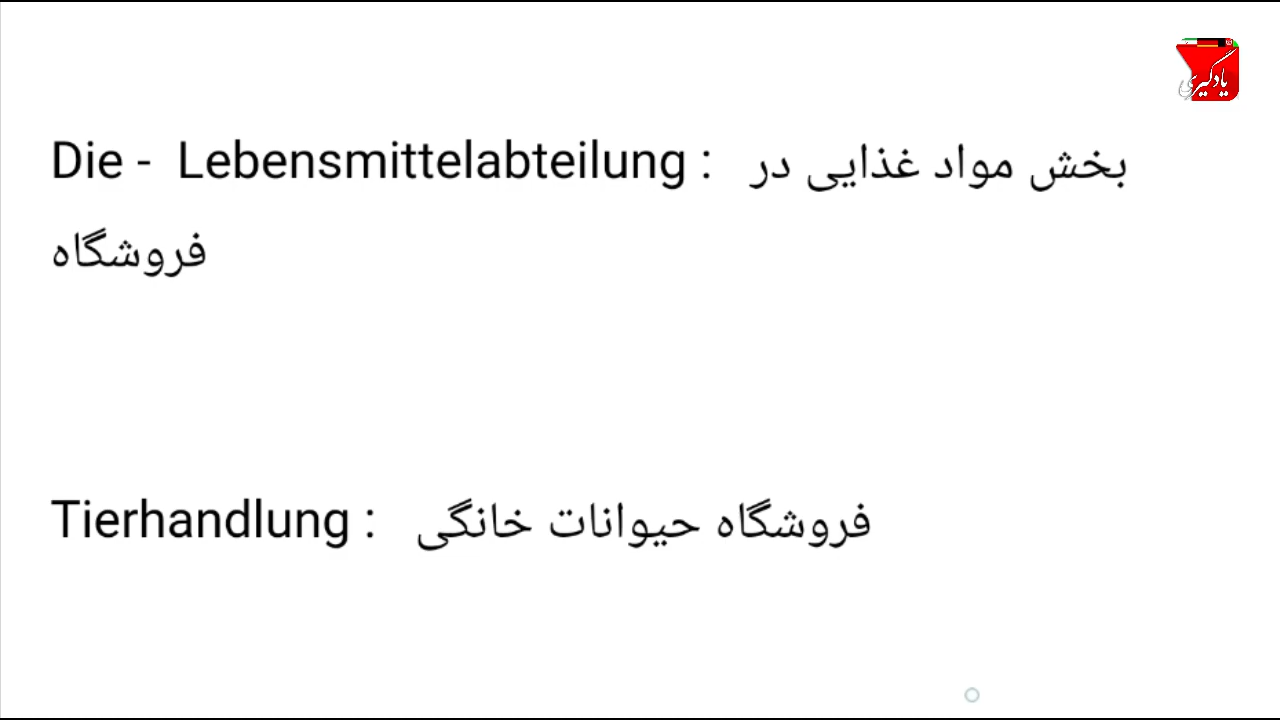 یادگیری
Die -  Lebensmittelabteilung :   بخش مواد غذایی در
فروشگاه
Tierhandlung :   فروشگاه حیوانات خانگی